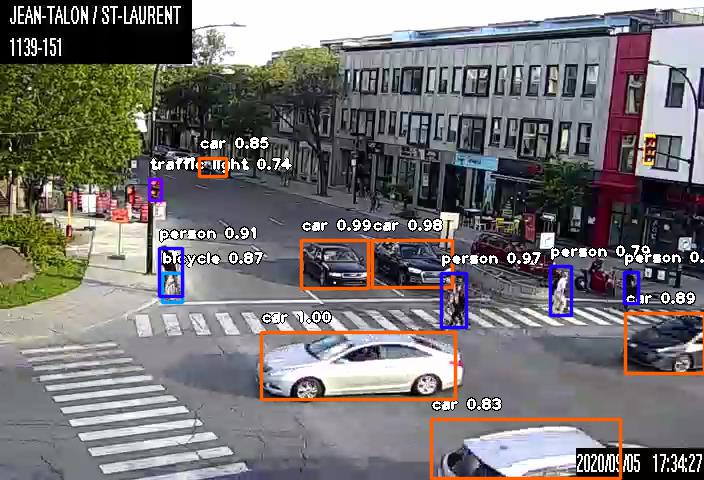 JEAN-TALON / ST-LAURENT
1139-151
car 0.85
traffic light 0.74
person 0.91
bicycle 0.87
car 0.99
car 0.98
person 0.97
person 0.79
person 0.
car 0.89
car 1.00
car 0.83
2020/09/05 17:34:27